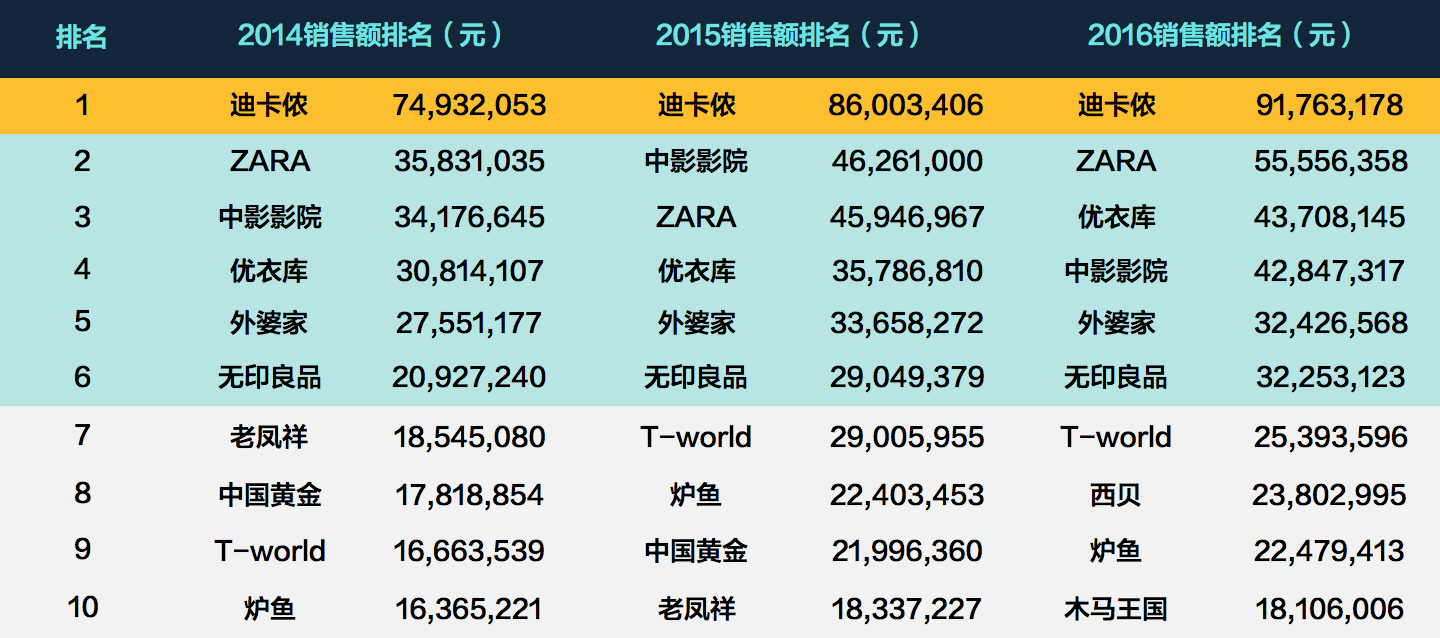 排名 2014销售额排名（元） 2015销售额排名（元） 2016销售额排名（元）
1 迪卡侬 74,932,053 迪卡侬 86,003,406 迪卡侬 91,763,178
2 ZARA 35,831,035 中影影院 46,261,000 ZARA 55,556,358
3 中影影院 34,176,645 ZARA 45,946,967 优衣库 43,708,145
4 优衣库 30,814,107 优衣库 35,786,810 中影影院 42,847,317
5 外婆家 27,551,177 外婆家 33,658,272 外婆家 32,426,568
6 无印良品 20,927,240 无印良品 29,049,379 无印良品 32,253,123
7 老凤祥 18,545,080 T-world 29,005,955 T-world 25,393,596
8 中国黄金 17,818,854 炉鱼 22,403,453 西贝 23,802,995
9 T-world 16,663,539 中国黄金 21,996,360 炉鱼 22,479,413
10 炉鱼 16,365,221 老凤祥 18,337,227 木马王国 18,106,006